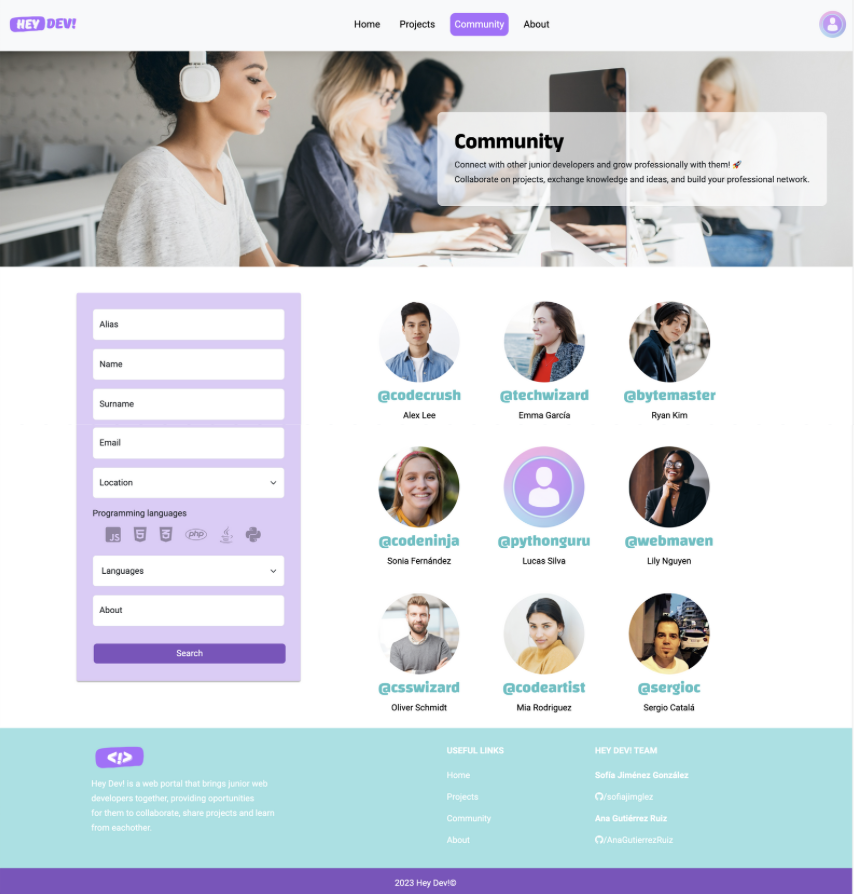 HEY DEV!
Home Projects Community About
Community
Connect with other junior developers and grow professionally with them! 🚀
Collaborate on projects, exchange knowledge and ideas, and build your professional network.
Alias
Name
Surname
Email
Location
Programming languages
JS 5 3 php Java
Languages
About
Search
@codecrush @techwizard @bytemaster
Alex Lee Emma García Ryan Kim
@codeninja @pythonguru @webmaven
Sonia Fernández Lucas Silva Lily Nguyen
@csswizard @codeartist @sergioc
Oliver Schmidt Mia Rodriguez Sergio Catalá
<!>
Hey Dev! is a web portal that brings junior web
developers together, providing oportunities
for them to collaborate, share projects and learn
from eachother.
USEFUL LINKS
Home
Projects
Community
About
HEY DEV! TEAM
Sofía Jiménez González
/sofiajimglez
Ana Gutiérrez Ruiz
/AnaGutierrezRuiz
2023 Hey Dev!©